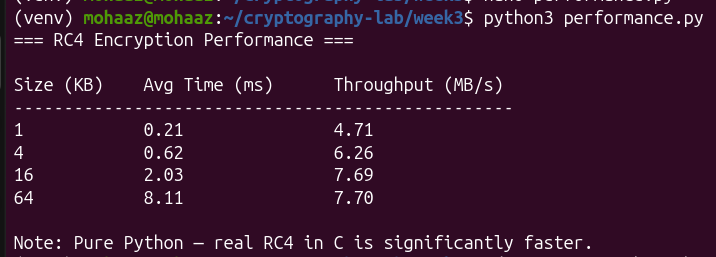 (venv) mohaaz@mohaaz:~/cryptography-lab/week3$ python3 performance.py
=== RC4 Encryption Performance ===
Size (KB) Avg Time (ms) Throughput (MB/s)
--------------------------------------------------
1 0.21 4.71
4 0.62 6.26
16 2.03 7.69
64 8.11 7.70
Note: Pure Python — real RC4 in C is significantly faster.